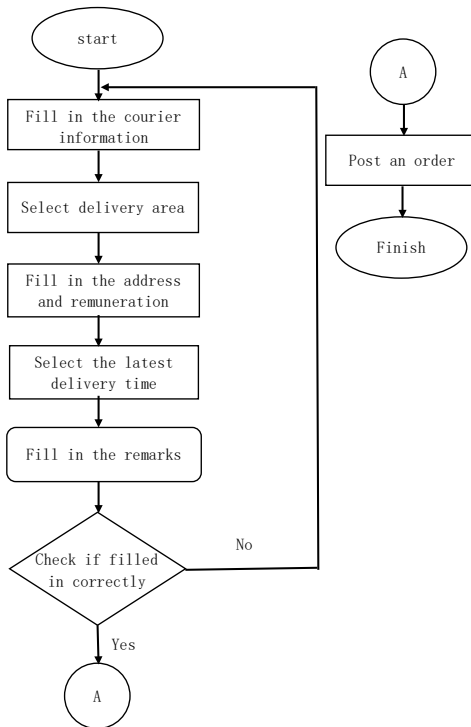 start
Fill in the courier
information
Select delivery area
Fill in the address
and remuneration
Select the latest
delivery time
Fill in the remarks
Check if filled
in correctly
No
Yes
A
A
Post an order
Finish